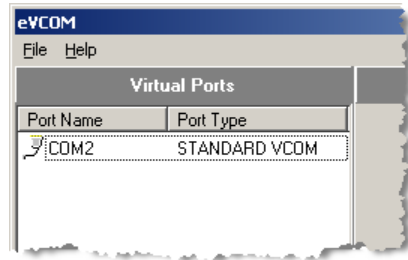 eVCOM
File Help
Virtual Ports
Port Name Port Type
COM2 STANDARD VCOM